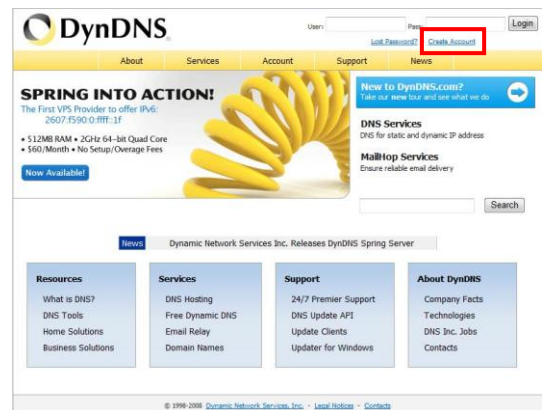 DynDNS
User: Pass: Login
Lost Password? Create Account
About Services Account Support News
SPRING INTO ACTION!
The First VPS Provider to offer IPv6:
2607:f590:0:ffff::1f
• 512MB RAM • 2GHz 64-bit Quad Core
• $60/Month • No Setup/Overage Fees
Now Available!
New to DynDNS.com?
Take our new tour and see what we do
DNS Services
DNS for static and dynamic IP address
MailHop Services
Ensure reliable email delivery
Search
News Dynamic Network Services Inc. Releases DynDNS Spring Server
Resources
What is DNS?
DNS Tools
Home Solutions
Business Solutions
Services
DNS Hosting
Free Dynamic DNS
Email Relay
Domain Names
Support
24/7 Premier Support
DNS Update API
Update Clients
Updater for Windows
About DynDNS
Company Facts
Technologies
DNS Inc. Jobs
Contacts
© 1998-2008 Dynamic Network Services, Inc. - Legal Notices - Contacts